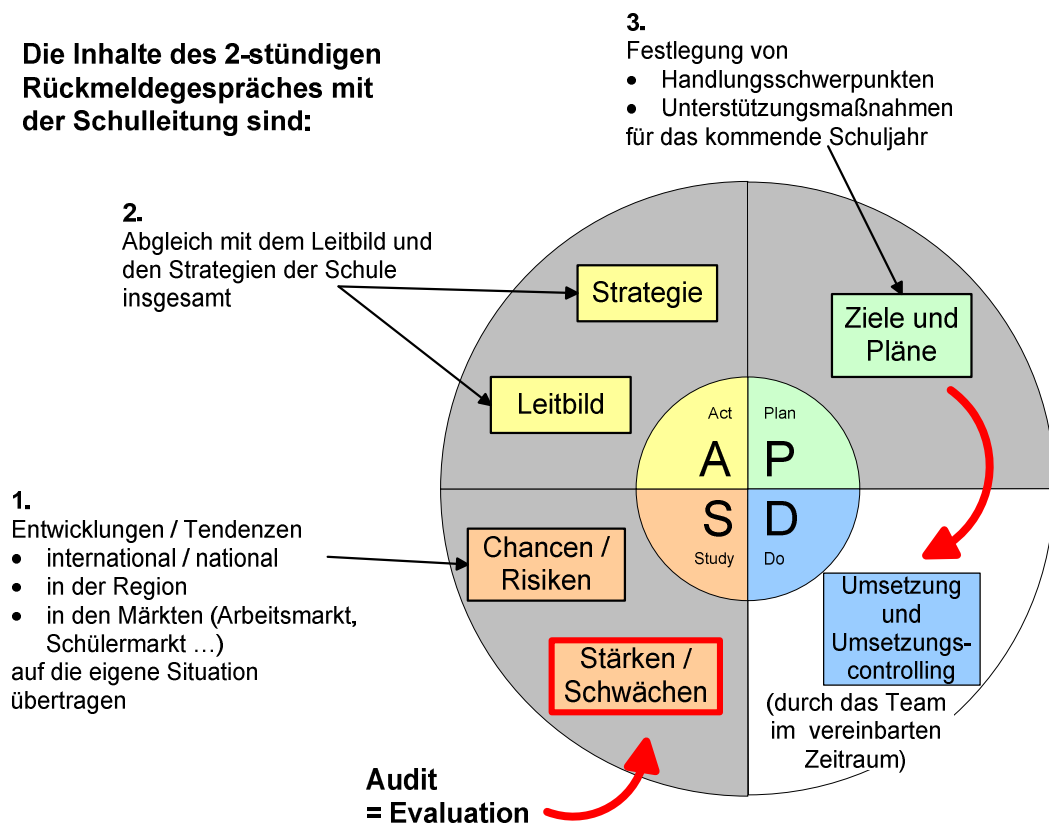 Die Inhalte des 2-stündigen
Rückmeldegespräches mit
der Schulleitung sind:
3.
Festlegung von
• Handlungsschwerpunkten
• Unterstützungsmaßnahmen
für das kommende Schuljahr
2.
Abgleich mit dem Leitbild und
den Strategien der Schule
insgesamt
Strategie
Leitbild
Ziele und
Pläne
Act
Plan
A
P
S
D
Study
Do
1.
Entwicklungen / Tendenzen
• international / national
• in der Region
• in den Märkten (Arbeitsmarkt,
Schülermarkt ...)
auf die eigene Situation
übertragen
Chancen /
Risiken
Stärken /
Schwächen
Umsetzung
und
Umsetzungs-
controlling
(durch das Team
im vereinbarten
Zeitraum)
Audit
= Evaluation